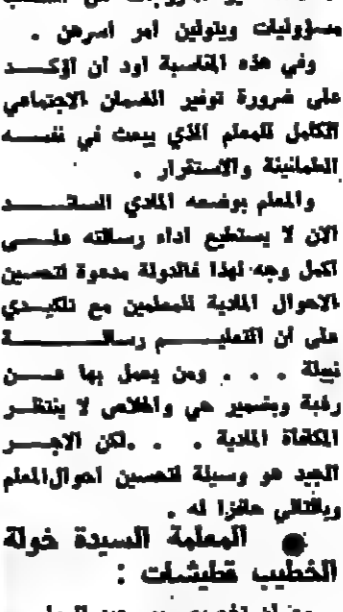 مسؤوليات ويتولين امر اسرهن .
وفي هذه المناسبة اود ان اؤكد
على ضرورة توفير الضمان الاجتماعي
الكامل للمعلم الذي يبعث في نفسه
الطمانينة والاستقرار .
والمعلم بوضعه المادي السائد
الان لا يستطيع اداء رسالته على
اكمل وجه لهذا فالدولة مدعوة لتحسين
الاحوال المادية للمعلمين مع تاكيدي
على ان التعليم رسالة
نبيلة . . . ومن يعمل بها عن
رغبة وبضمير حي واخلاص لا ينتظر
المكافأة المادية . . . لكن الاجر
الجيد هو وسيلة لتحسين احوال المعلم
وبالتالي حافزا له .
● المعلمة السيدة خولة
الخطيب قطيشات :